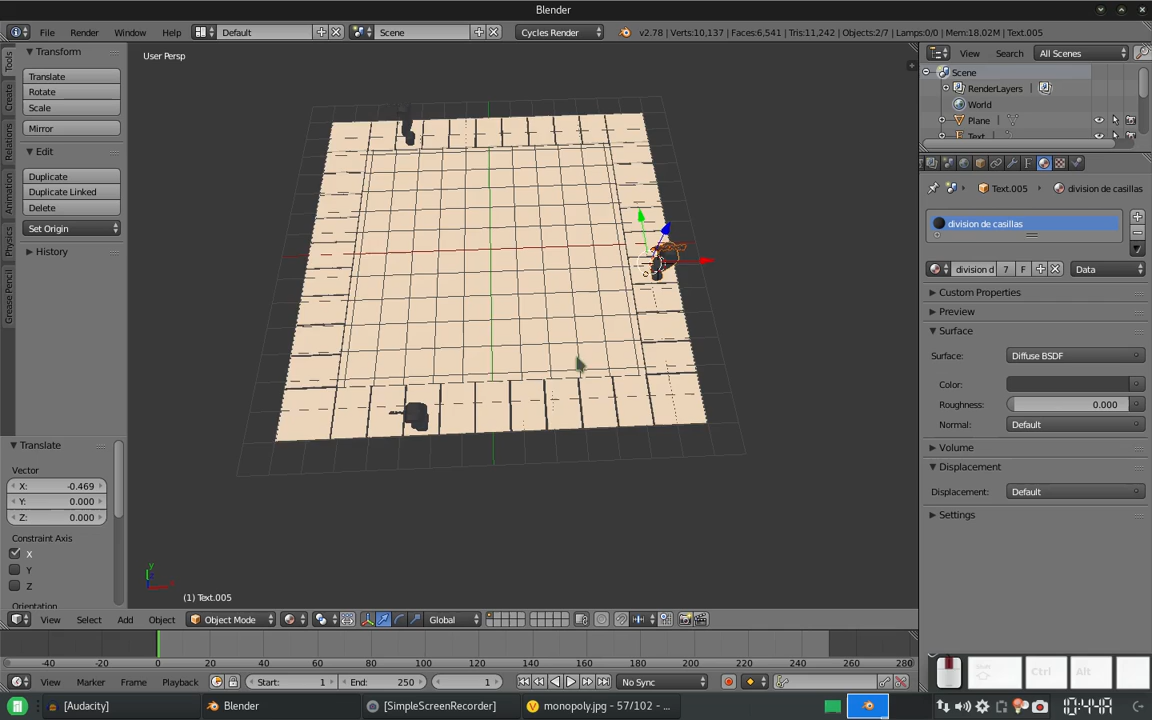 Blender
File Render Window Help Default Scene Cycles Render v2.78 | Verts:10,137 | Faces:6,541 | Tris:11,242 | Objects:2/7 | Lamps:0/0 | Mem:18.02M | Text.005
Tools
Create
Relations
Animation
Physics
Grease Pencil
Transform
Translate
Rotate
Scale
Mirror
Edit
Duplicate
Duplicate Linked
Delete
Set Origin
History
Translate
Vector
X: -0.469
Y: 0.000
Z: 0.000
Constraint Axis
X
Y
Z
Orientation
User Persp
(1) Text.005
View Select Add Object Object Mode Global
View Search All Scenes
Scene
RenderLayers
World
Plane
Text
Text.005 division de casillas
division de casillas
division d 7 F Data
Custom Properties
Preview
Surface
Surface: Diffuse BSDF
Color:
Roughness: 0.000
Normal: Default
Volume
Displacement
Displacement: Default
Settings
-40 -20 0 20 40 60 80 100 120 140 160 180 200 220 240 260 280
View Marker Frame Playback Start: 1 End: 250 1 No Sync
Ctrl Alt
[Audacity] Blender [SimpleScreenRecorder] monopoly.jpg - 57/102 - ...